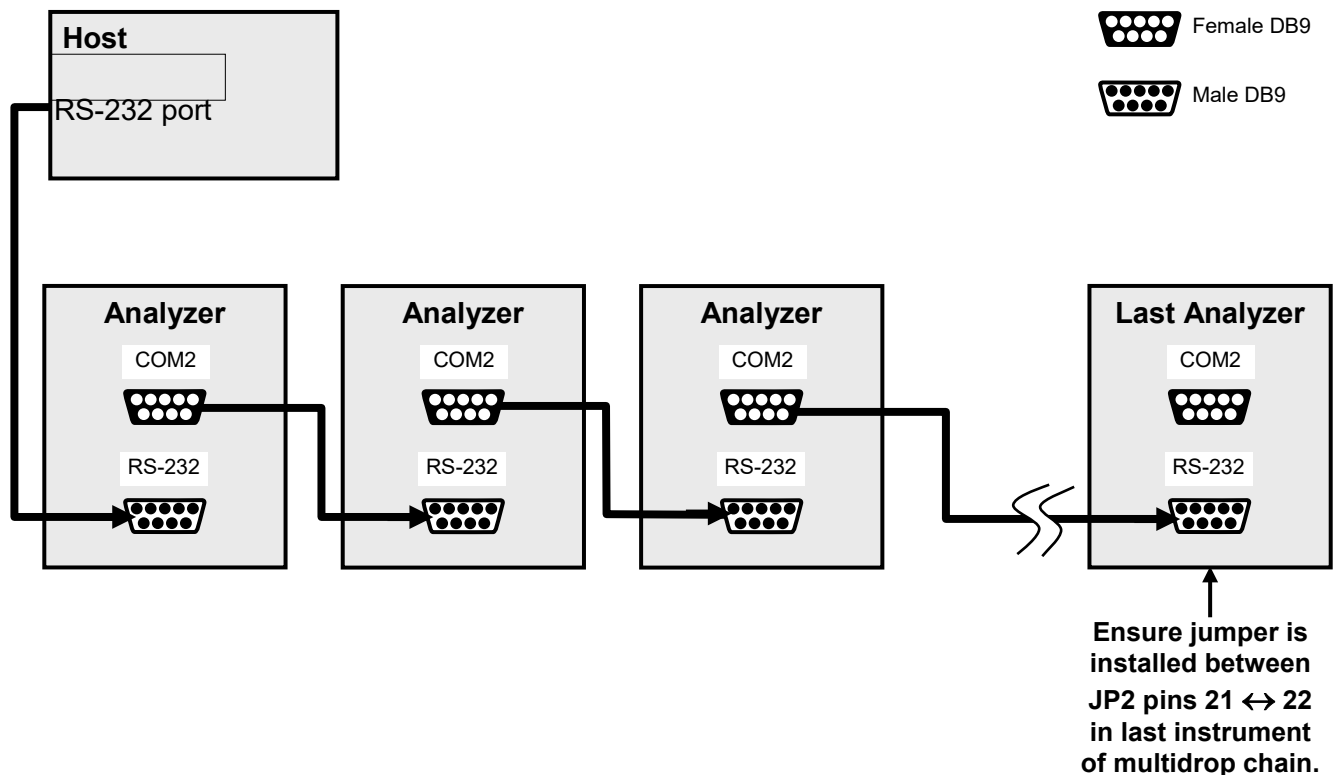 Host
RS-232 port
Female DB9
Male DB9
Analyzer
COM2
RS-232
Analyzer
COM2
RS-232
Analyzer
COM2
RS-232
Last Analyzer
COM2
RS-232
Ensure jumper is
installed between
JP2 pins 21 ↔ 22
in last instrument
of multidrop chain.